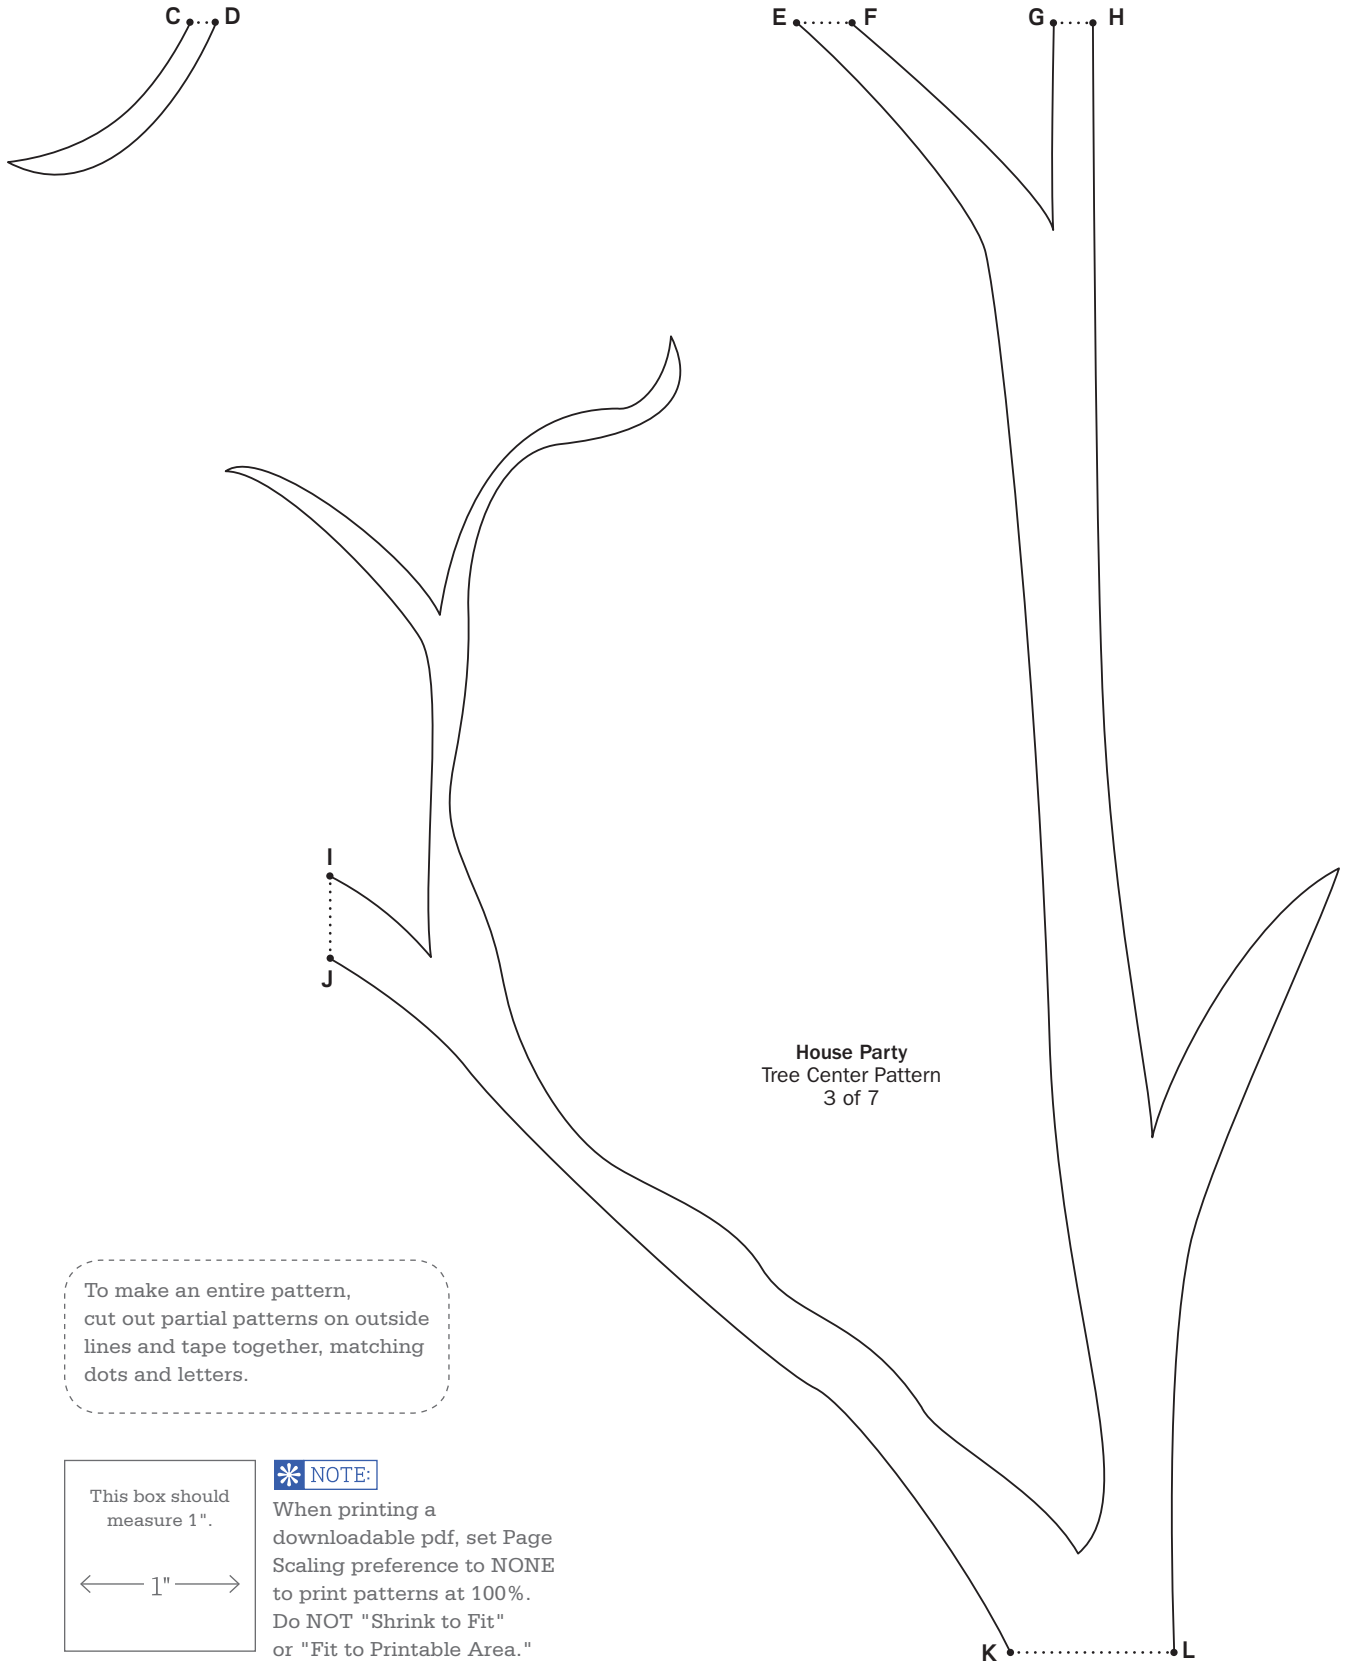 C D E F G H
I
J
House Party
Tree Center Pattern
3 of 7
To make an entire pattern,
cut out partial patterns on outside
lines and tape together, matching
dots and letters.
This box should
measure 1".
1"
NOTE:
When printing a
downloadable pdf, set Page
Scaling preference to NONE
to print patterns at 100%.
Do NOT "Shrink to Fit"
or "Fit to Printable Area."
K L